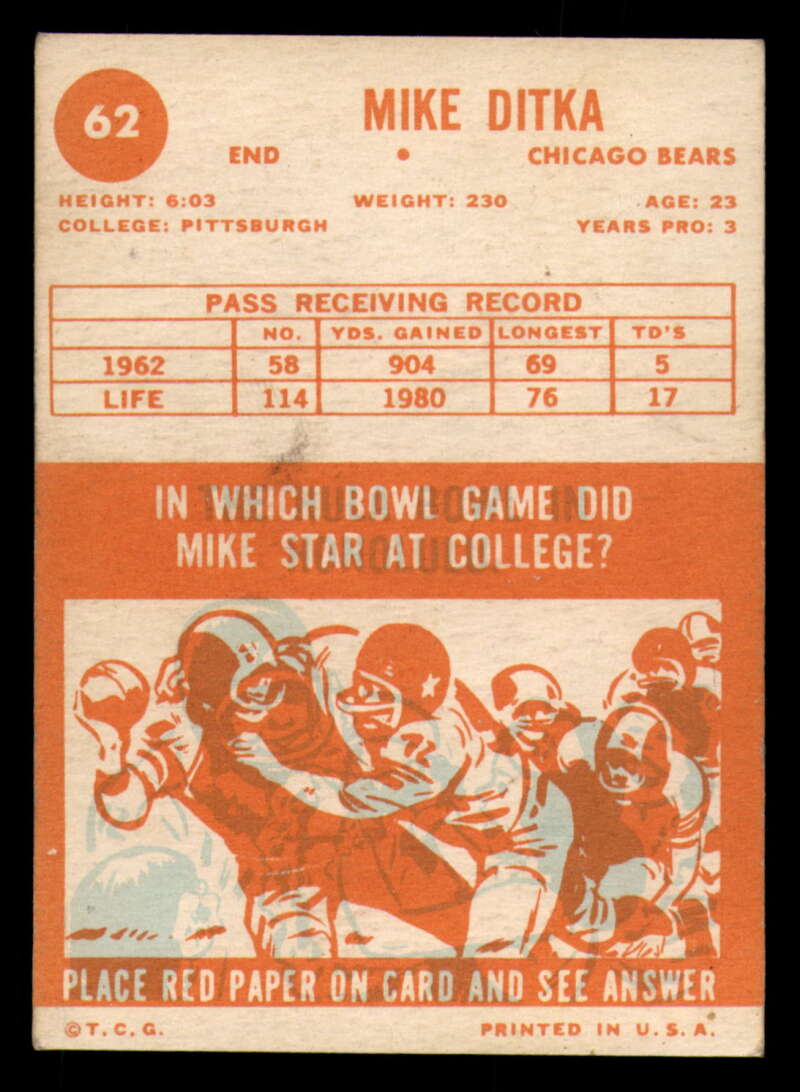 62
MIKE DITKA
END • CHICAGO BEARS
HEIGHT: 6:03 WEIGHT: 230 AGE: 23
COLLEGE: PITTSBURGH YEARS PRO: 3
PASS RECEIVING RECORD
NO. YDS. GAINED LONGEST TD'S
1962 58 904 69 5
LIFE 114 1980 76 17
IN WHICH BOWL GAME DID
MIKE STAR AT COLLEGE?
72
PLACE RED PAPER ON CARD AND SEE ANSWER
©T.C.G. PRINTED IN U.S.A.